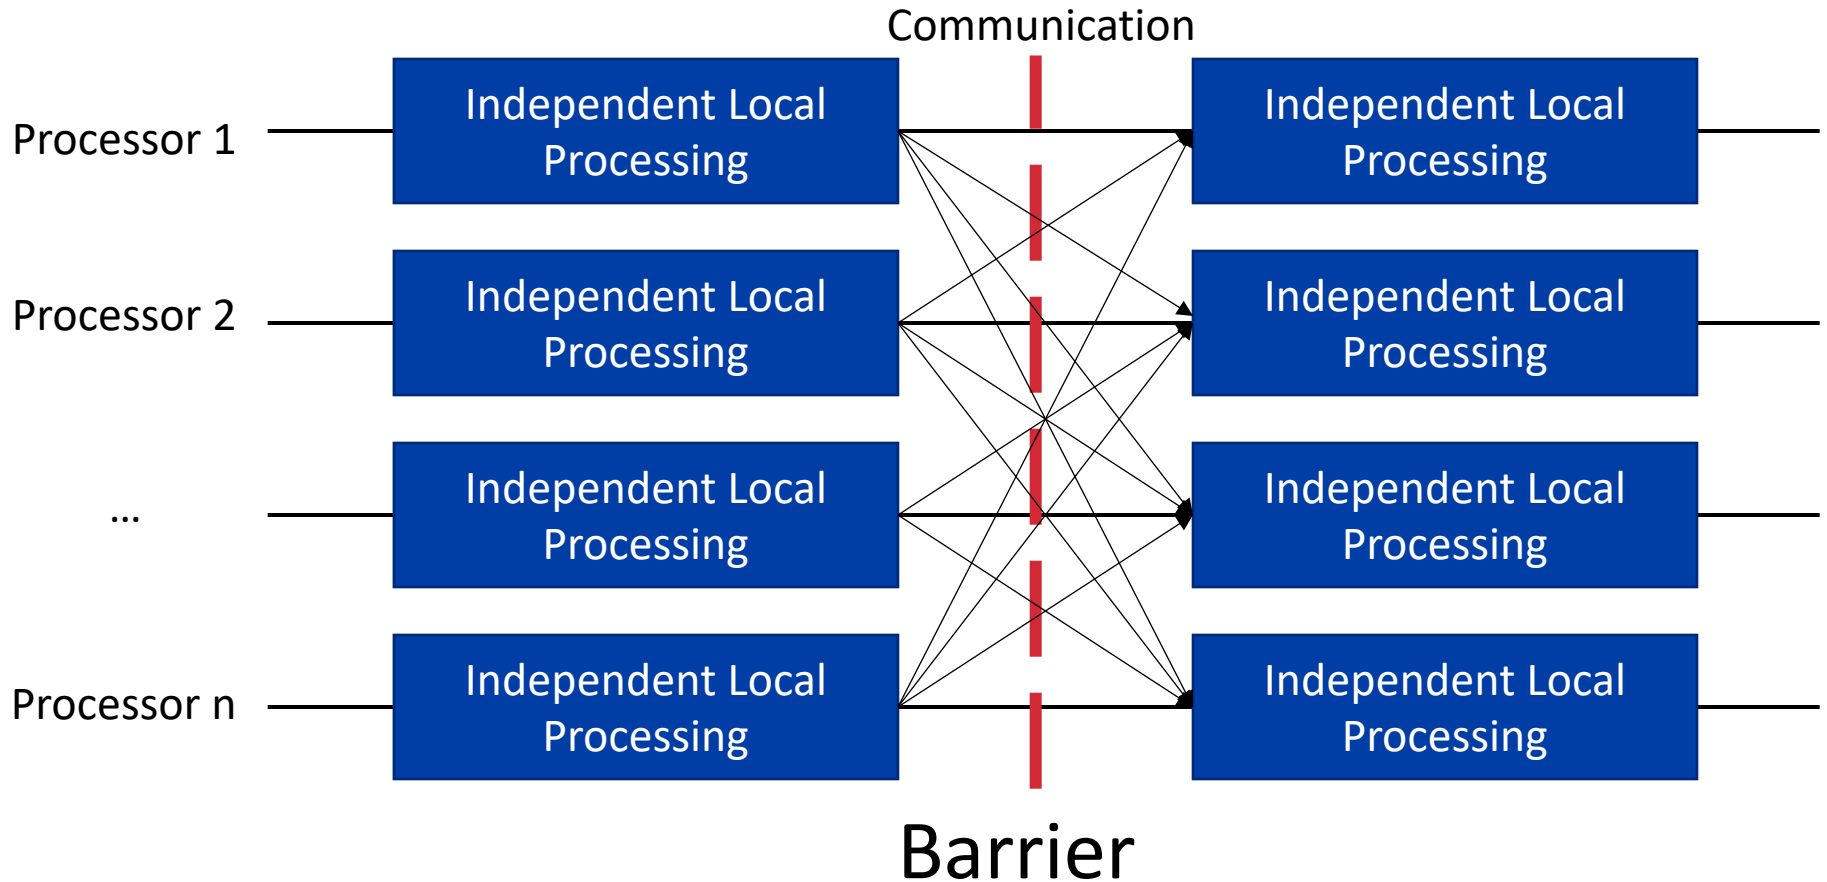 Communication
Processor 1
Independent Local
Processing
Independent Local
Processing
Processor 2
Independent Local
Processing
Independent Local
Processing
...
Independent Local
Processing
Independent Local
Processing
Processor n
Independent Local
Processing
Independent Local
Processing
Barrier